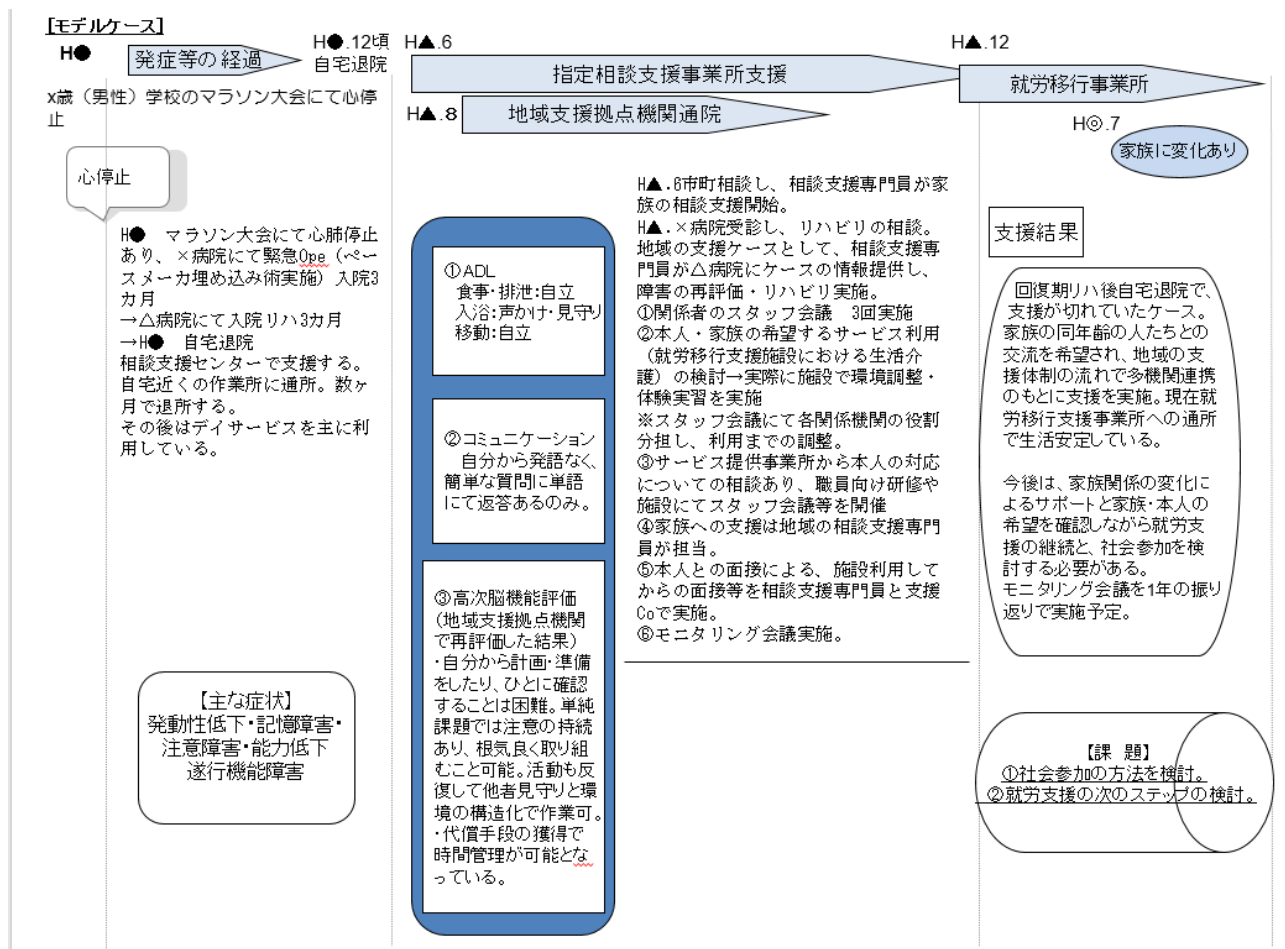 [モデルケース]
H●
発症等の経過
H●.12頃
自宅退院
H▲.6
指定相談支援事業所支援
H▲.8
地域支援拠点機関通院
H▲.12
就労移行事業所
H◎.7
家族に変化あり
x歳（男性）学校のマラソン大会にて心停
止
心停止
H●　マラソン大会にて心肺停止
あり、×病院にて緊急Ope（ペー
スメーカ埋め込み術実施）入院3
カ月
→△病院にて入院リハ3カ月
→H●　自宅退院
相談支援センターで支援する。
自宅近くの作業所に通所。数ヶ
月で退所する。
その後はデイサービスを主に利
用している。
【主な症状】
発動性低下・記憶障害・
注意障害・能力低下
遂行機能障害
①ADL
食事・排泄:自立
入浴:声かけ・見守り
移動:自立
②コミュニケーション
自分から発語なく、
簡単な質問に単語
にて返答あるのみ。
③高次脳機能評価
（地域支援拠点機関
で再評価した結果）
・自分から計画・準備
をしたり、ひとに確認
することは困難。単純
課題では注意の持続
あり、根気良く取り組
むこと可能。活動も反
復して他者見守りと環
境の構造化で作業可。
・代償手段の獲得で
時間管理が可能とな
っている。
H▲.6市町相談し、相談支援専門員が家
族の相談支援開始。
H▲.×病院受診し、リハビリの相談。
地域の支援ケースとして、相談支援専
門員が△病院にケースの情報提供し、
障害の再評価・リハビリ実施。
①関係者のスタッフ会議　3回実施
②本人・家族の希望するサービス利用
（就労移行支援施設における生活介
護）の検討→実際に施設で環境調整・
体験実習を実施
※スタッフ会議にて各関係機関の役割
分担し、利用までの調整。
③サービス提供事業所から本人の対応
についての相談あり、職員向け研修や
施設にてスタッフ会議等を開催
④家族への支援は地域の相談支援専門
員が担当。
⑤本人との面接による、施設利用して
からの面接等を相談支援専門員と支援
Coで実施。
⑥モニタリング会議実施。
支援結果
回復期リハ後自宅退院で、
支援が切れていたケース。
家族の同年齢の人たちとの
交流を希望され、地域の支
援体制の流れで多機関連携
のもとに支援を実施。現在就
労移行支援事業所への通所
で生活安定している。
今後は、家族関係の変化に
よるサポートと家族・本人の
希望を確認しながら就労支
援の継続と、社会参加を検
討する必要がある。
モニタリング会議を1年の振り
返りで実施予定。
【課　題】
①社会参加の方法を検討。
②就労支援の次のステップの検討。